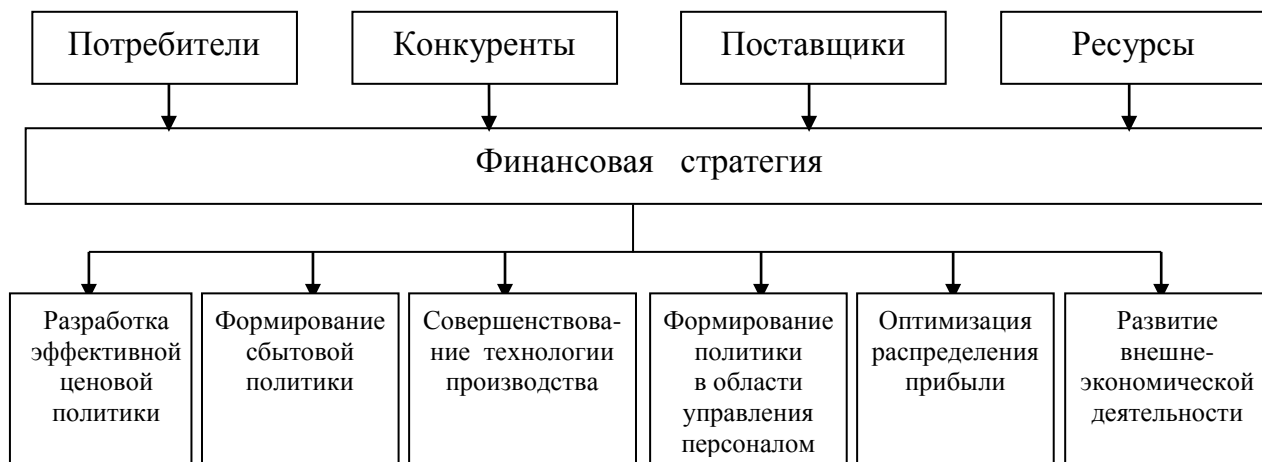 Потребители
Конкуренты
Поставщики
Ресурсы
Финансовая стратегия
Разработка
эффективной
ценовой
политики
Формирование
сбытовой
политики
Совершенствова-
ние технологии
производства
Формирование
политики
в области
управления
персоналом
Оптимизация
распределения
прибыли
Развитие
внешне-
экономической
деятельности